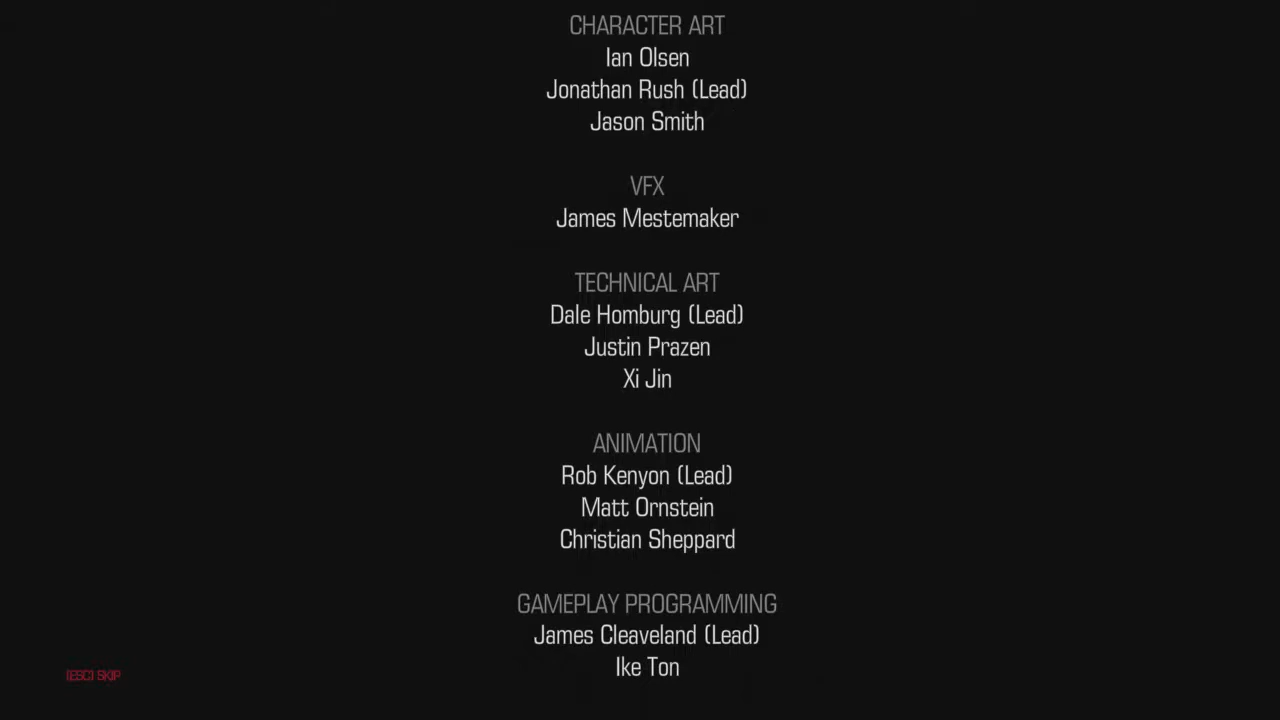 CHARACTER ART
Ian Olsen
Jonathan Rush (Lead)
Jason Smith
VFX
James Mestemaker
TECHNICAL ART
Dale Homburg (Lead)
Justin Prazen
Xi Jin
ANIMATION
Rob Kenyon (Lead)
Matt Ornstein
Christian Sheppard
GAMEPLAY PROGRAMMING
James Cleaveland (Lead)
Ike Ton
[ESC] SKIP